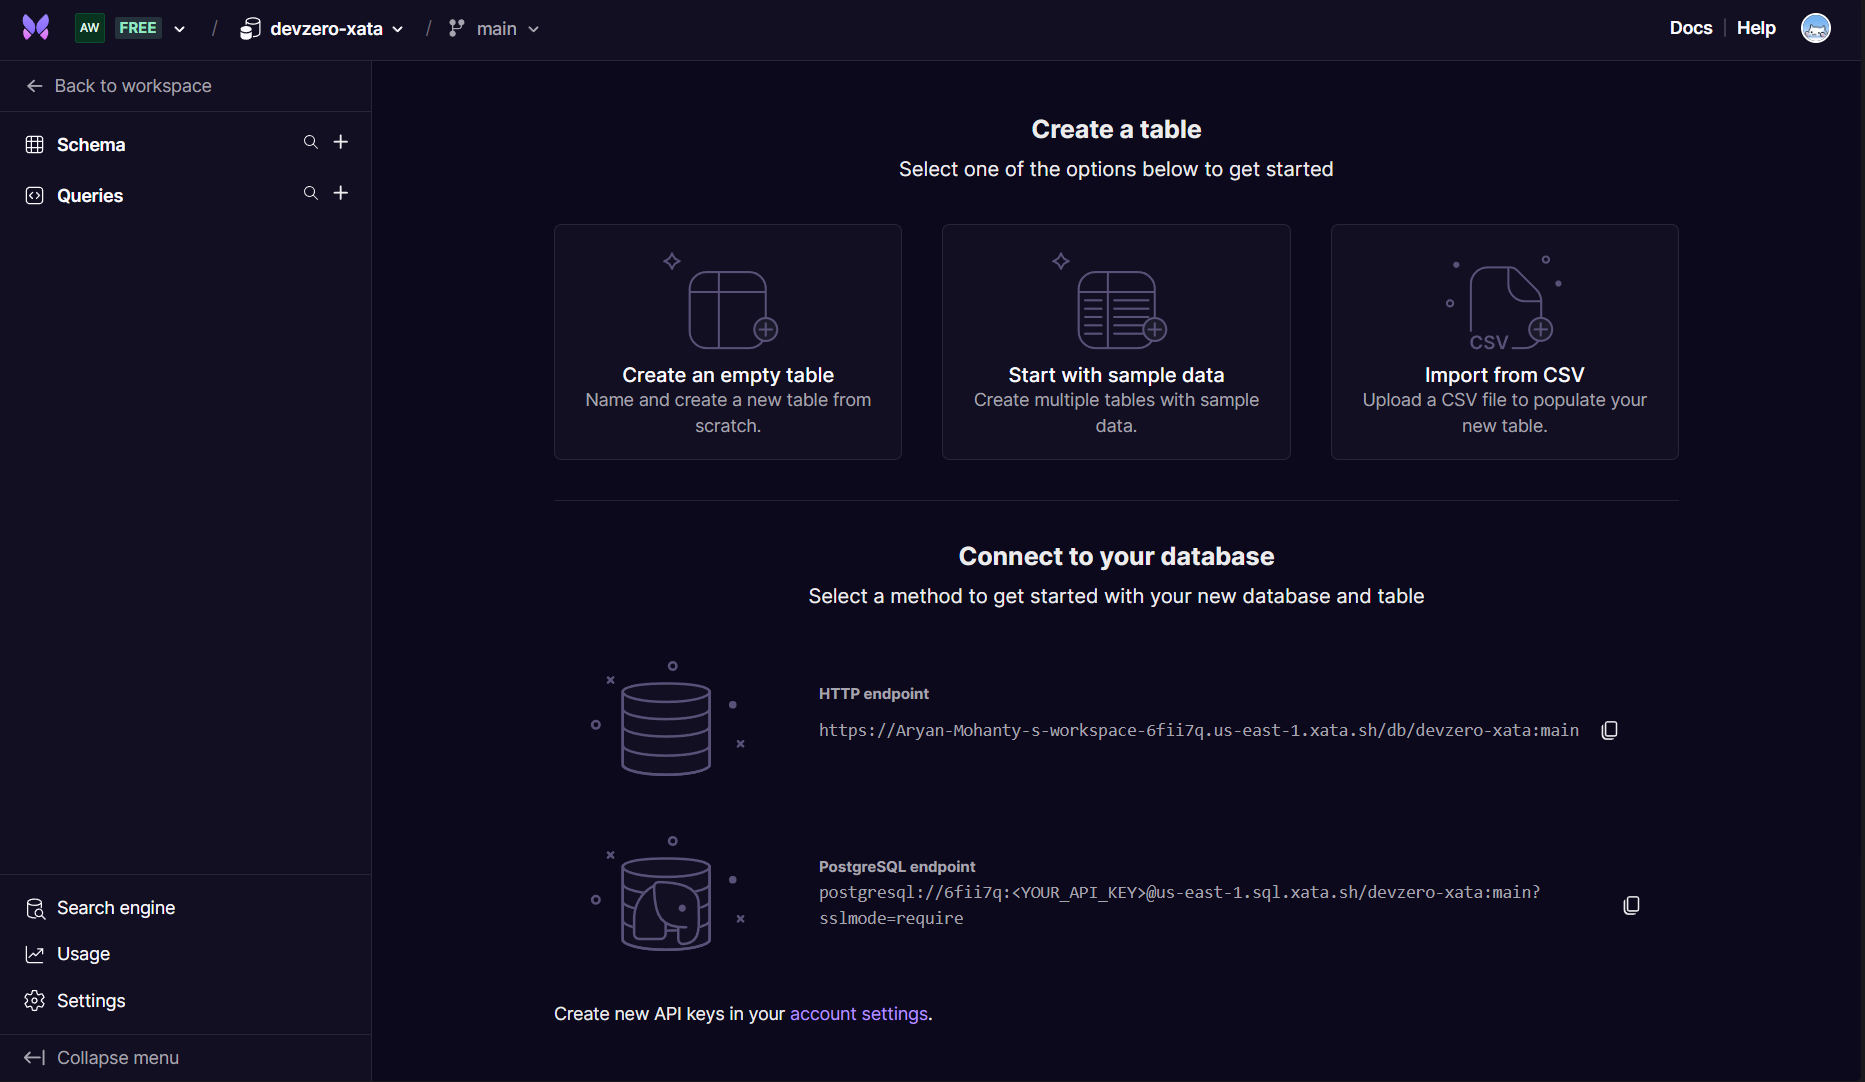 AW FREE / devzero-xata / main
Docs | Help
Back to workspace
Schema
Queries
Create a table
Select one of the options below to get started
Create an empty table
Name and create a new table from
scratch.
Start with sample data
Create multiple tables with sample
data.
CSV
Import from CSV
Upload a CSV file to populate your
new table.
Connect to your database
Select a method to get started with your new database and table
HTTP endpoint
https://Aryan-Mohanty-s-workspace-6fii7q.us-east-1.xata.sh/db/devzero-xata:main
PostgreSQL endpoint
postgresql://6fii7q:<YOUR_API_KEY>@us-east-1.sql.xata.sh/devzero-xata:main?
sslmode=require
Create new API keys in your account settings.
Search engine
Usage
Settings
Collapse menu